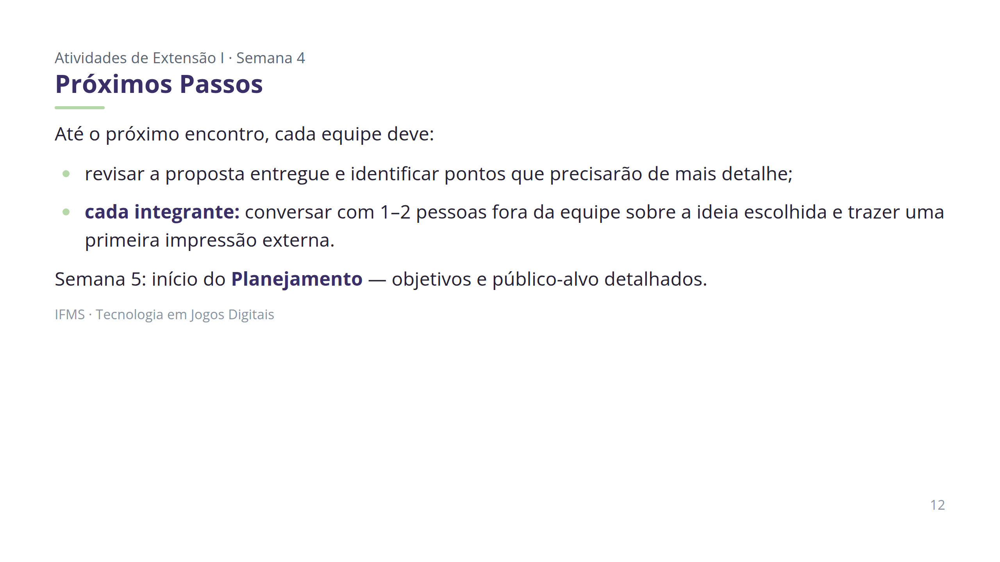 Atividades de Extensão I · Semana 4
Próximos Passos
Até o próximo encontro, cada equipe deve:
revisar a proposta entregue e identificar pontos que precisarão de mais detalhe;
cada integrante: conversar com 1–2 pessoas fora da equipe sobre a ideia escolhida e trazer uma
primeira impressão externa.
Semana 5: início do Planejamento — objetivos e público-alvo detalhados.
IFMS · Tecnologia em Jogos Digitais
12